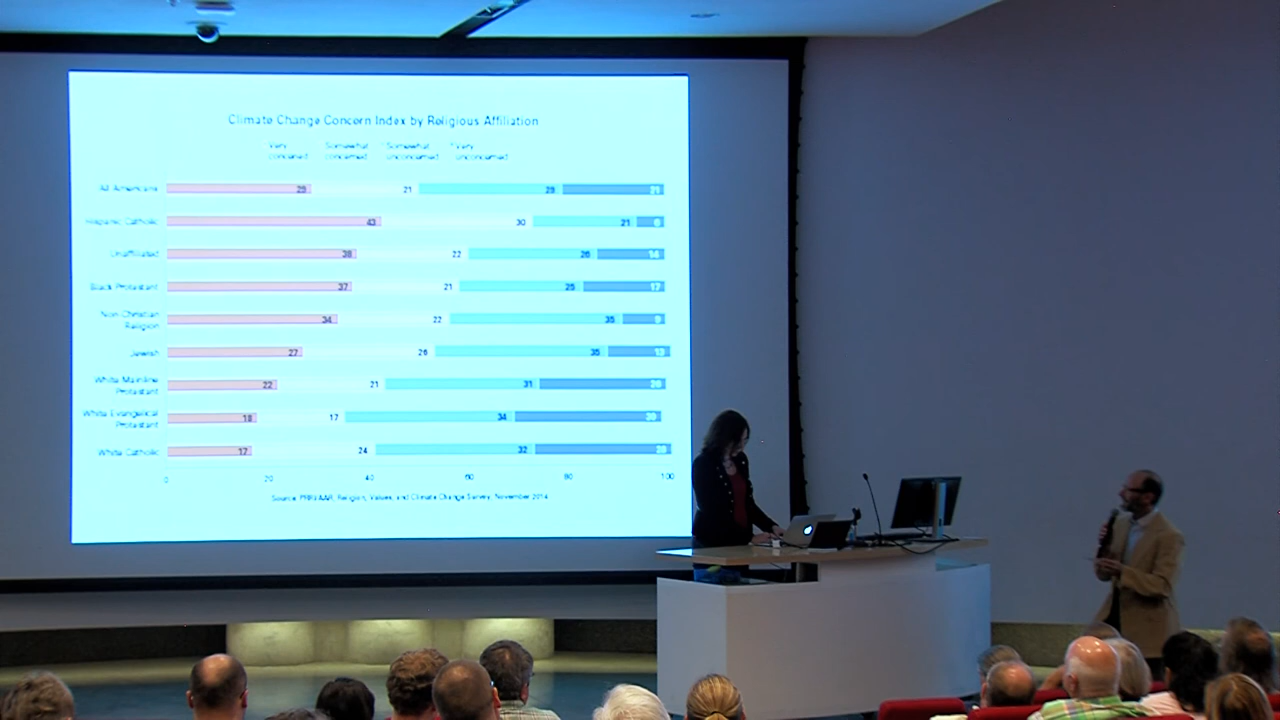 Climate Change Concern Index by Religious Affiliation
Very Somewhat Somewhat Very
concerned concerned unconcerned unconcerned
All Americans 29 21 29 21
Hispanic Catholic 43 30 21 6
Unaffiliated 38 22 26 14
Black Protestant 37 21 25 17
Non-Christian
Religion 34 22 35 9
Jewish 27 26 35 13
White Mainline
Protestant 22 21 31 26
White Evangelical
Protestant 18 17 34 30
White Catholic 17 24 32 28
0 20 40 60 80 100
Source: PRRI/AAR, Religion, Values, and Climate Change Survey, November 2014